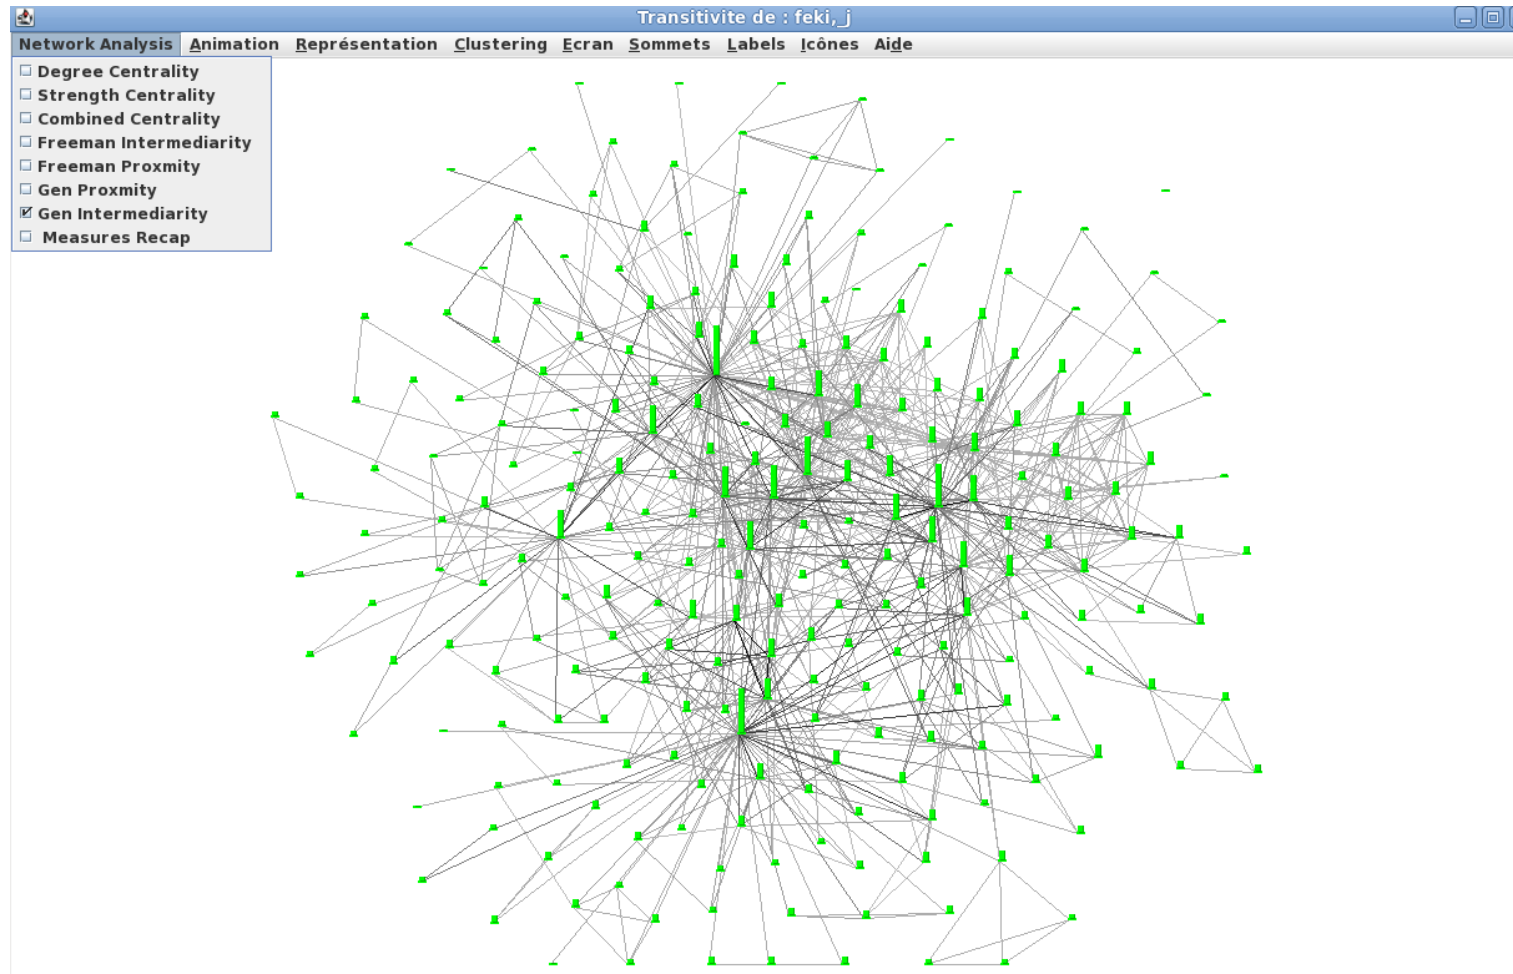 Transitivite de : feki,_j
Network Analysis Animation Représentation Clustering Ecran Sommets Labels Icônes Aide
Degree Centrality
Strength Centrality
Combined Centrality
Freeman Intermediarity
Freeman Proxmity
Gen Proxmity
Gen Intermediarity
Measures Recap